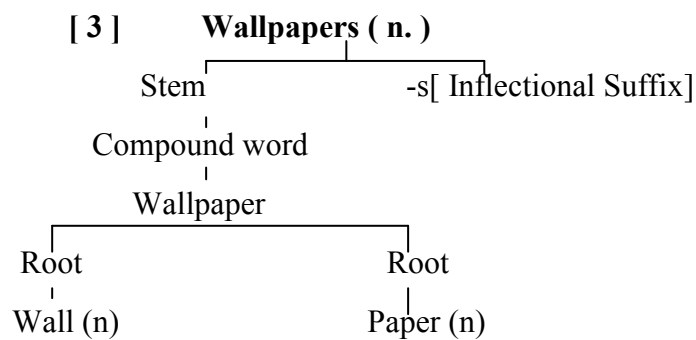 [ 3 ] Wallpapers ( n. )
Stem -s[ Inflectional Suffix]
Compound word
Wallpaper
Root Root
Wall (n) Paper (n)